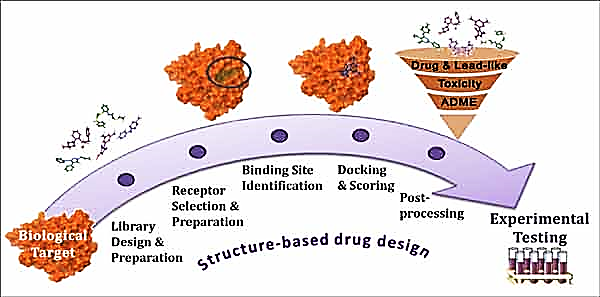 Drug & Lead-like
Toxicity
ADME
Biological
Target
Library
Design &
Preparation
Receptor
Selection &
Preparation
Binding Site
Identification
Docking
& Scoring
Post-
processing
Experimental
Testing
Structure-based drug design